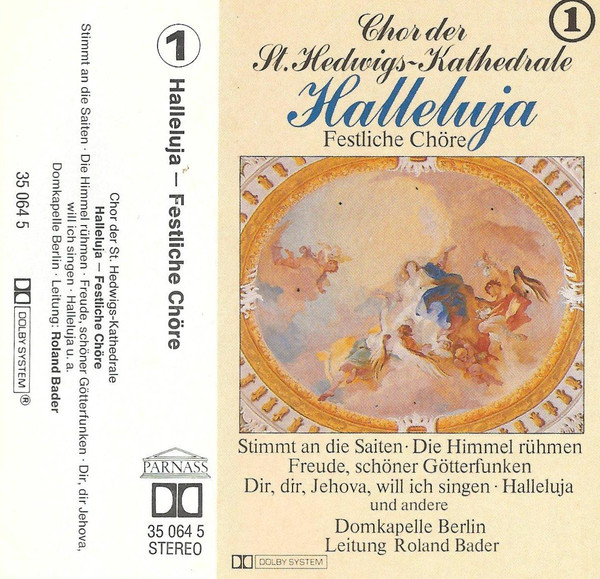 Stimmt an die Saiten · Die Himmel rühmen · Freude, schöner Götterfunken · Dir, dir Jehova,
will ich singen · Halleluja u. a.
Domkapelle Berlin · Leitung: Roland Bader
35 064 5
DOLBY SYSTEM ®
1 Halleluja – Festliche Chöre
Chor der St. Hedwigs-Kathedrale
Halleluja – Festliche Chöre
PARNASS
35 064 5
STEREO
1
Chor der
St. Hedwigs-Kathedrale
Halleluja
Festliche Chöre
Stimmt an die Saiten · Die Himmel rühmen
Freude, schöner Götterfunken
Dir, dir, Jehova, will ich singen · Halleluja
und andere
Domkapelle Berlin
Leitung Roland Bader
DOLBY SYSTEM